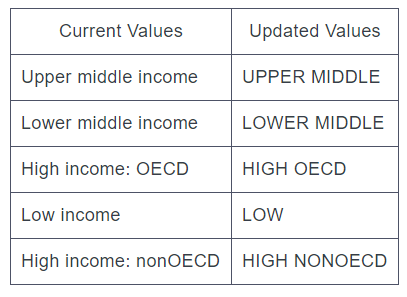 Current Values Updated Values
Upper middle income UPPER MIDDLE
Lower middle income LOWER MIDDLE
High income: OECD HIGH OECD
Low income LOW
High income: nonOECD HIGH NONOECD